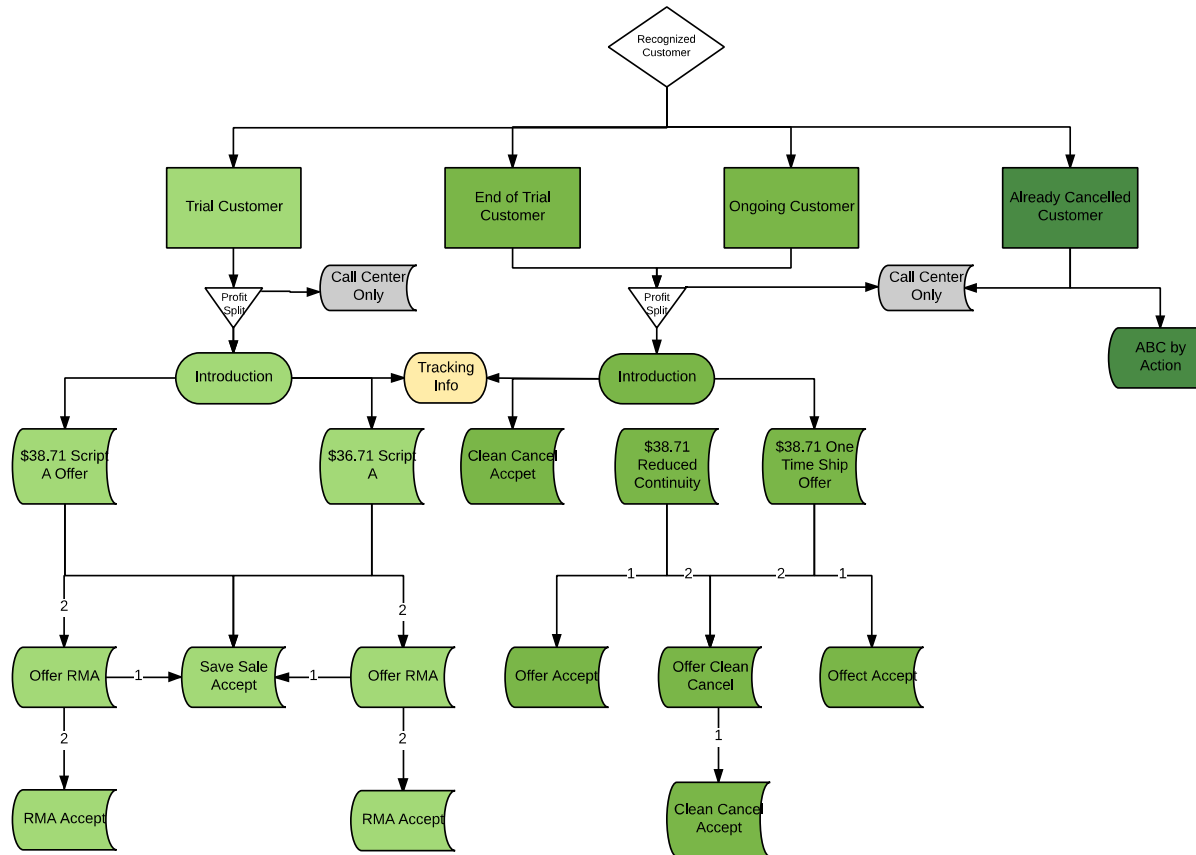 Recognized
Customer
Trial Customer
End of Trial
Customer
Ongoing Customer
Already Cancelled
Customer
Call Center
Only
Profit
Split
Call Center
Only
Profit
Split
ABC by
Action
Introduction
Tracking
Info
Introduction
$38.71 Script
A Offer
$36.71 Script
A
Clean Cancel
Accpet
$38.71
Reduced
Continuity
$38.71 One
Time Ship
Offer
1
2
2
1
2
2
Offer RMA
1
Save Sale
Accept
1
Offer RMA
Offer Accept
Offer Clean
Cancel
Offect Accept
2
2
1
RMA Accept
RMA Accept
Clean Cancel
Accept